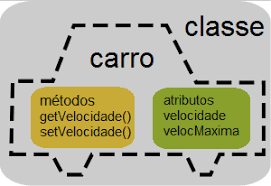 classe
carro
métodos
getVelocidade()
setVelocidade()
atributos
velocidade
velocMaxima